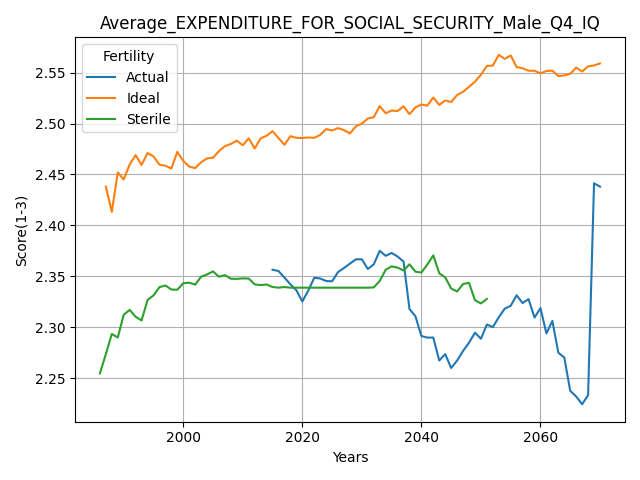 Average_EXPENDITURE_FOR_SOCIAL_SECURITY_Male_Q4_IQ
Fertility
Actual
Ideal
Sterile
Score(1-3)
2.55
2.50
2.45
2.40
2.35
2.30
2.25
2000
2020
2040
2060
Years